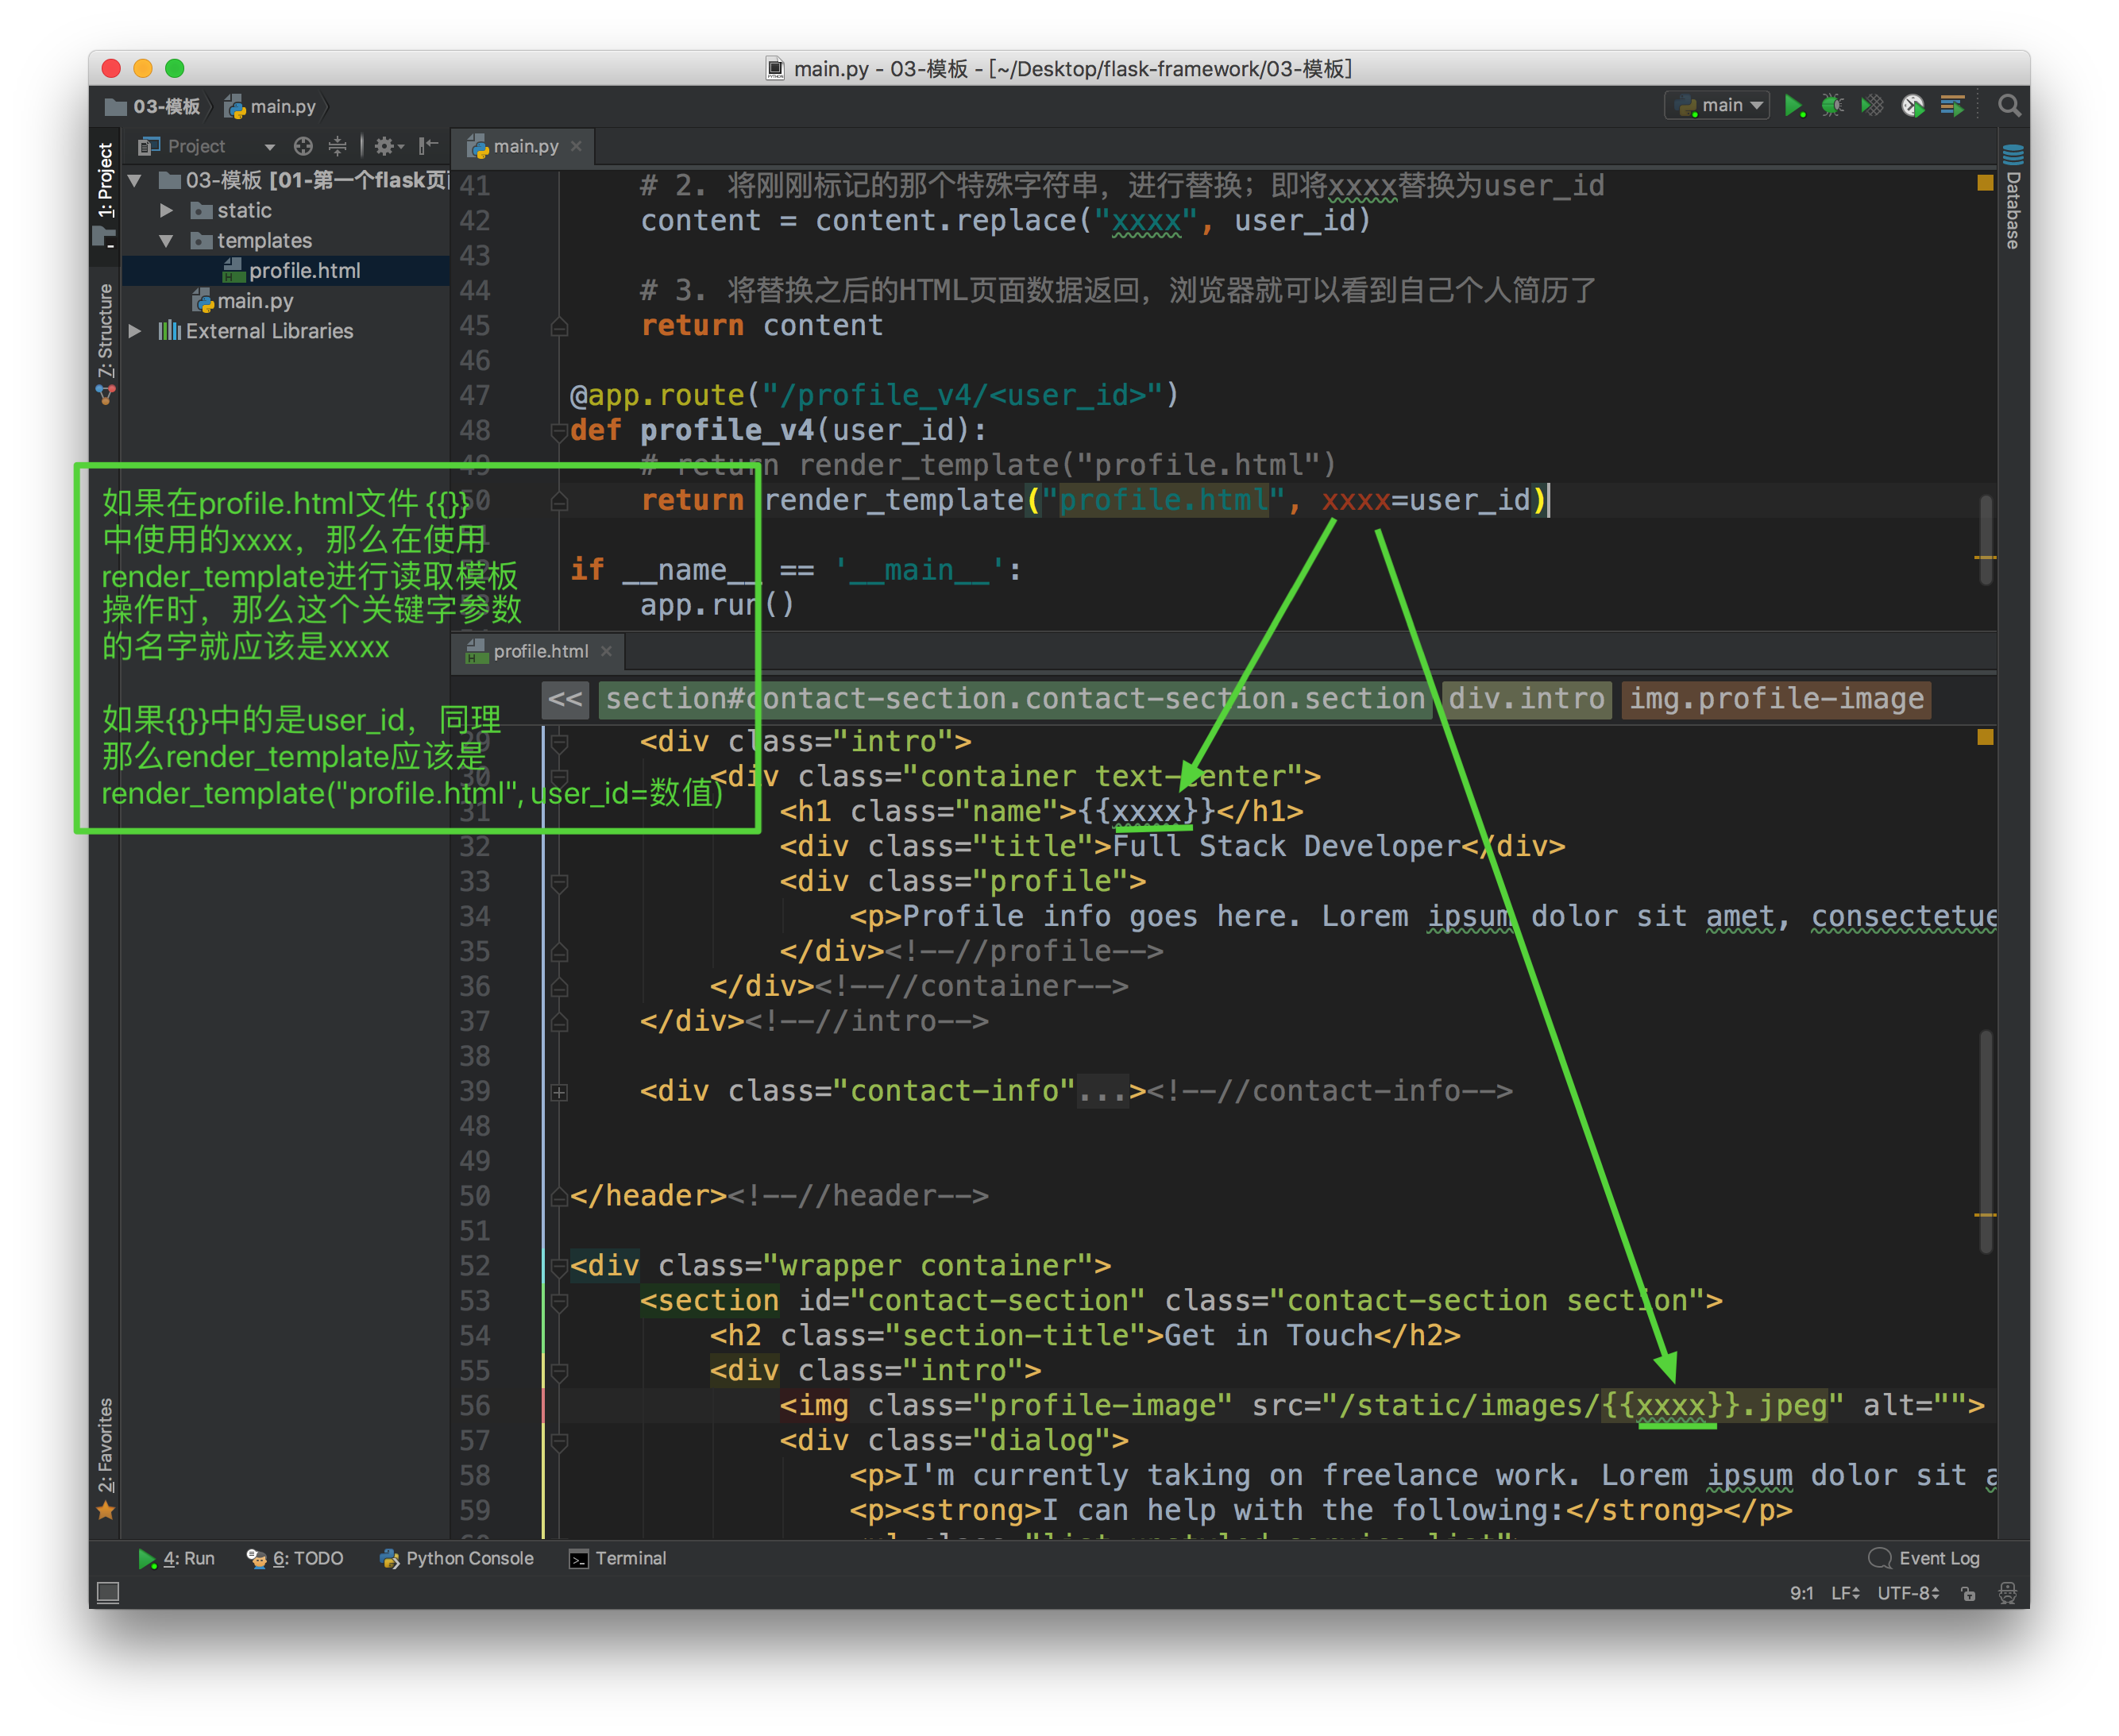 main.py - 03-模板 - [~/Desktop/flask-framework/03-模板]
03-模板 main.py
main
1: Project
7: Structure
2: Favorites
Database
Project
03-模板 [01-第一个flask页
static
templates
profile.html
main.py
External Libraries
main.py
41 # 2. 将刚刚标记的那个特殊字符串，进行替换；即将xxxx替换为user_id
42 content = content.replace("xxxx", user_id)
43
44 # 3. 将替换之后的HTML页面数据返回，浏览器就可以看到自己个人简历了
45 return content
46
47 @app.route("/profile_v4/<user_id>")
48 def profile_v4(user_id):
49 # return render_template("profile.html")
50 return render_template("profile.html", xxxx=user_id)
if __name__ == '__main__':
app.run()
如果在profile.html文件 {{}}
中使用的xxxx，那么在使用
render_template进行读取模板
操作时，那么这个关键字参数
的名字就应该是xxxx
如果{{}}中的是user_id，同理
那么render_template应该是
render_template("profile.html", user_id=数值)
profile.html
<< section#contact-section.contact-section.section div.intro img.profile-image
29 <div class="intro">
30 <div class="container text-center">
31 <h1 class="name">{{xxxx}}</h1>
32 <div class="title">Full Stack Developer</div>
33 <div class="profile">
34 <p>Profile info goes here. Lorem ipsum dolor sit amet, consectetue
35 </div><!--//profile-->
36 </div><!--//container-->
37 </div><!--//intro-->
38
39 <div class="contact-info"...><!--//contact-info-->
48
49
50 </header><!--//header-->
51
52 <div class="wrapper container">
53 <section id="contact-section" class="contact-section section">
54 <h2 class="section-title">Get in Touch</h2>
55 <div class="intro">
56 <img class="profile-image" src="/static/images/{{xxxx}}.jpeg" alt="">
57 <div class="dialog">
58 <p>I'm currently taking on freelance work. Lorem ipsum dolor sit a
59 <p><strong>I can help with the following:</strong></p>
4: Run 6: TODO Python Console Terminal Event Log
9:1 LF UTF-8